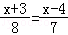 x+3/8 = x-4/7